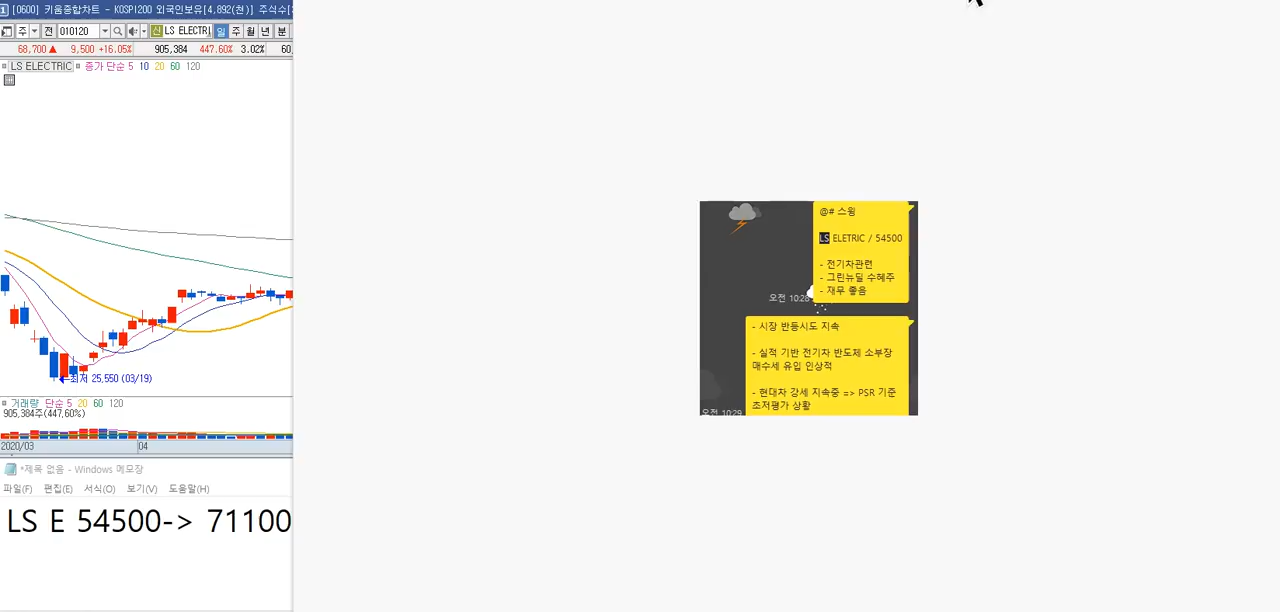 [0600] 키움종합차트 - KOSPI200 외국인보유[4,892(천)] 주식수[
주 전 010120 신 LS ELECTRI 일 주 월 년 분
68,700 ▲ 9,500 +16.05% 905,384 447.60% 3.02% 60,
LS ELECTRIC 종가 단순 5 10 20 60 120
최저 25,550 (03/19)
거래량 단순 5 20 60 120
905,384주(447,60%)
2020/03 04
*제목 없음 - Windows 메모장
파일(F) 편집(E) 서식(O) 보기(V) 도움말(H)
LS E 54500-> 71100
@# 스윙
LS ELETRIC / 54500
- 전기차관련
- 그린뉴딜 수혜주
- 재무 좋음
오전 10:28
- 시장 반등시도 지속
- 실적 기반 전기차 반도체 소부장
매수세 유입 인상적
- 현대차 강세 지속중 => PSR 기준
초저평가 상황
오전 10:29